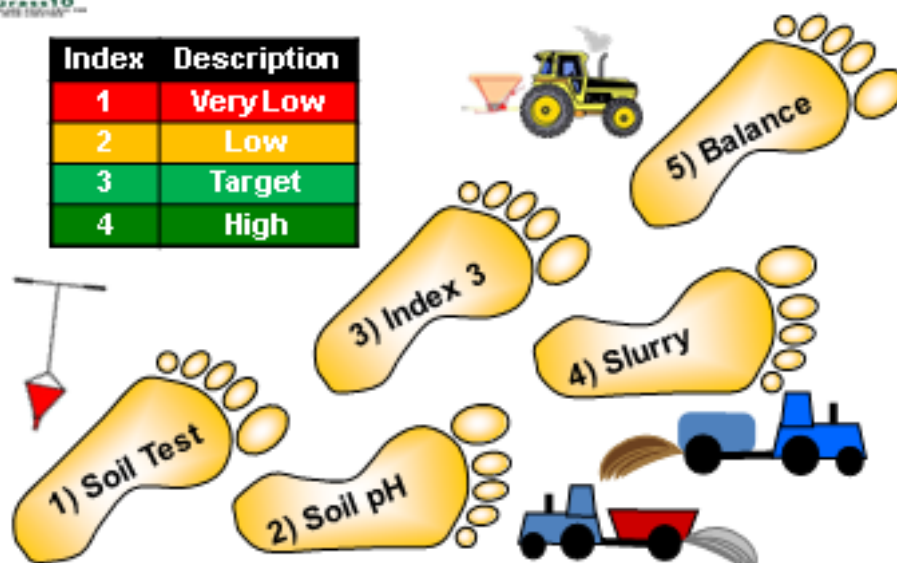 Grass10
Index Description
1 Very Low
2 Low
3 Target
4 High
5) Balance
3) Index 3
4) Slurry
1) Soil Test
2) Soil pH